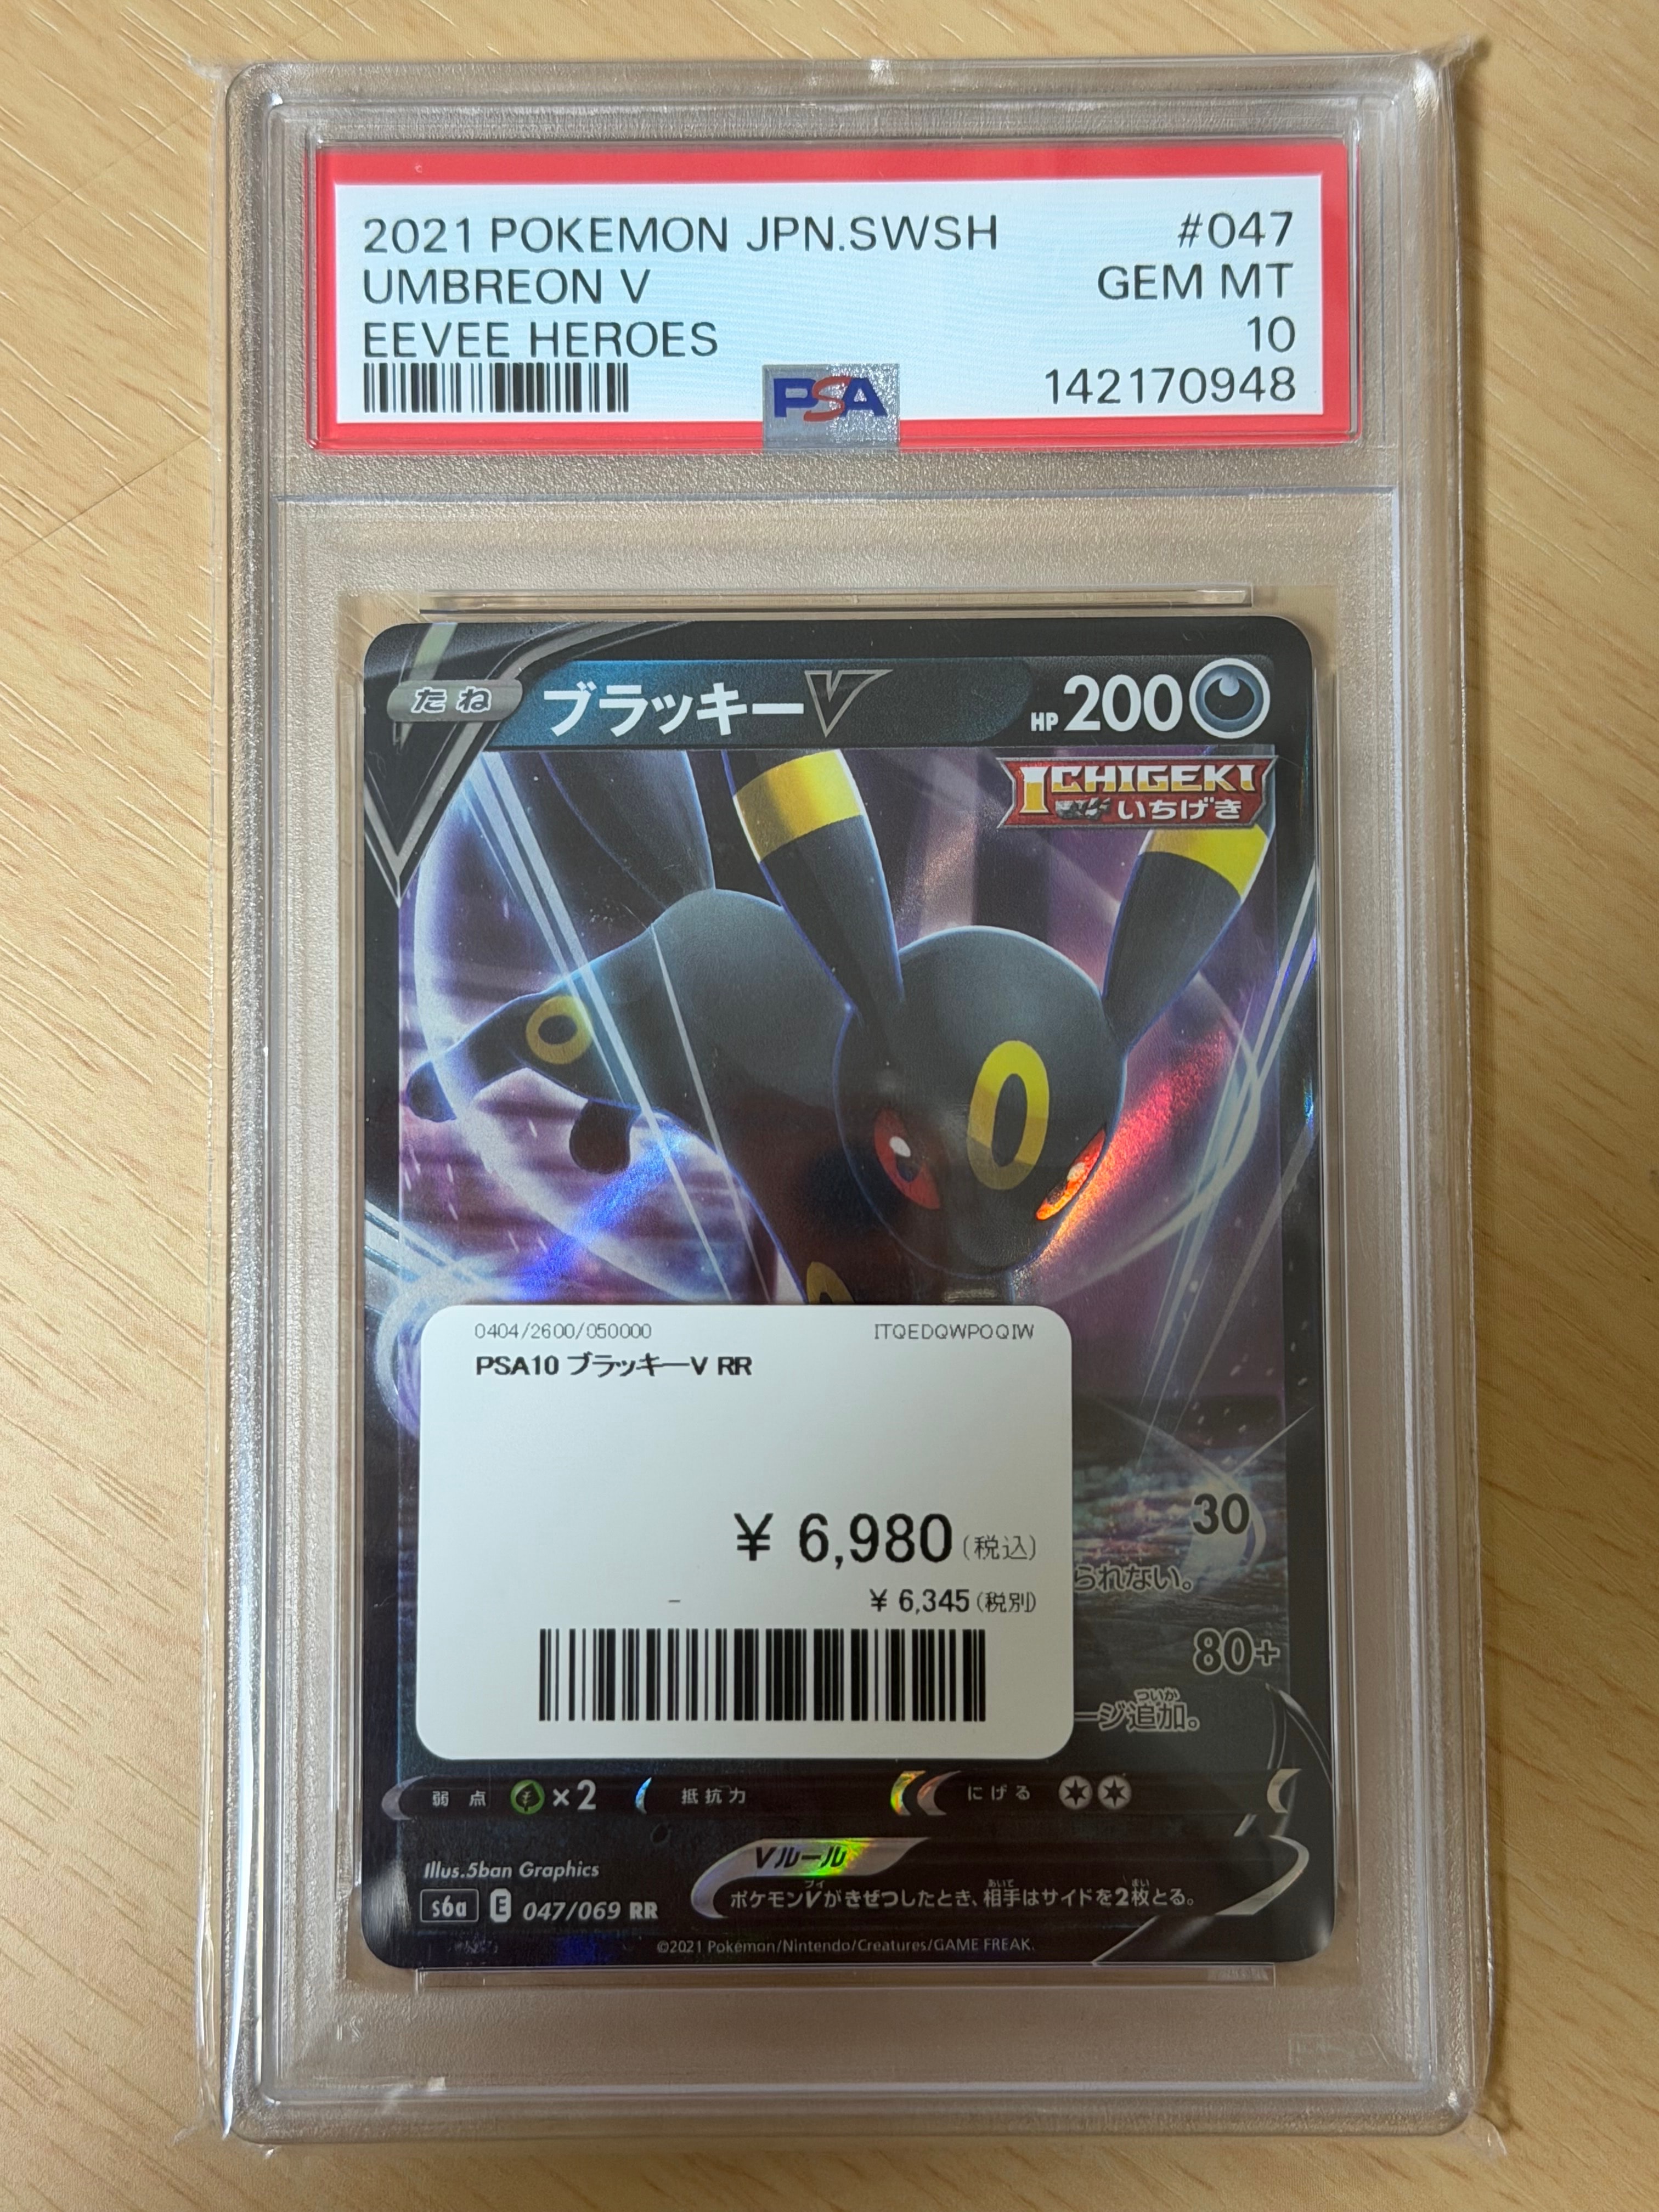 2021 POKEMON JPN.SWSH #047
UMBREON V GEM MT
EEVEE HEROES 10
PSA 142170948
たね ブラッキーV HP 200
ICHIGEKI
いちげき
0404/2600/050000 ITQEDQWPOQIW
PSA10 ブラッキーV RR
¥ 6,980(税込)
¥ 6,345(税別)
30
られない。
80+
ついか
ージ追加。
弱点 ×2 抵抗力 にげる
Illus.5ban Graphics
Vルール
s6a E 047/069 RR
ポケモンVがきぜつしたとき、相手はサイドを2枚とる。
©2021 Pokémon/Nintendo/Creatures/GAME FREAK.